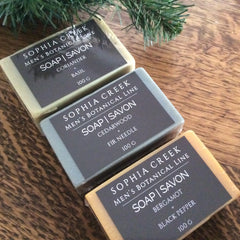 SOPHIA CREEK
MEN'S BOTANICAL LINE
SOAP | SAVON
CORIANDER
+
BASIL
100 G
SOPHIA CREEK
MEN'S BOTANICAL LINE
SOAP | SAVON
CEDARWOOD
+
FIR NEEDLE
100 G
SOPHIA CREEK
MEN'S BOTANICAL LINE
SOAP | SAVON
BERGAMOT
+
BLACK PEPPER
100 G